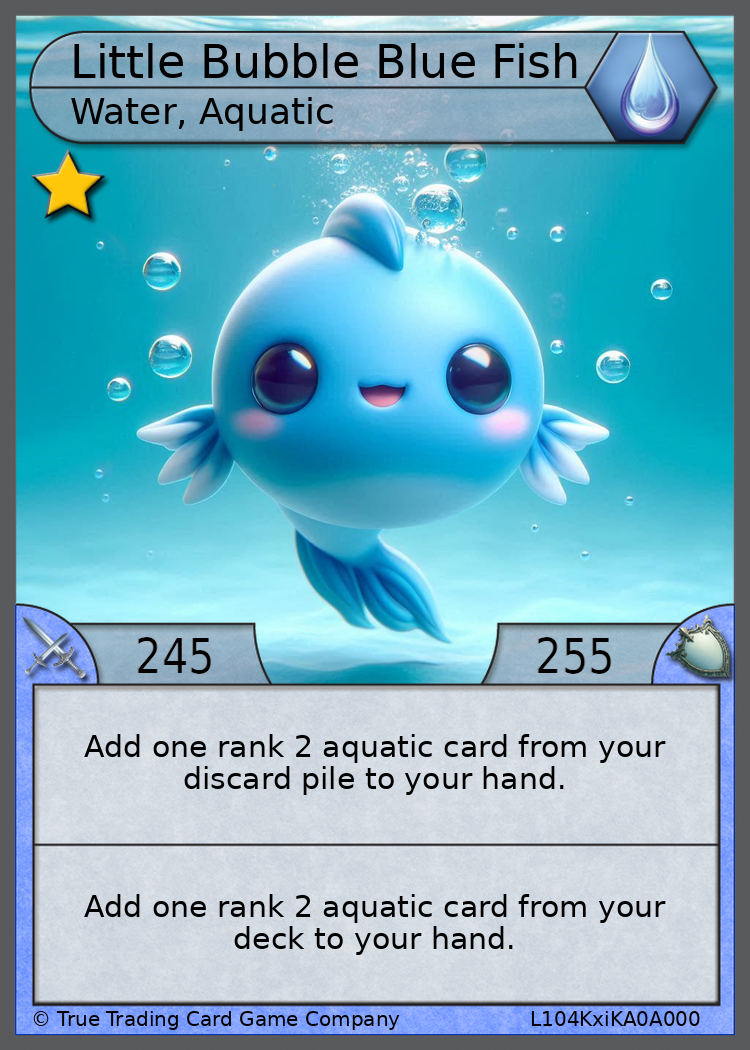 Little Bubble Blue Fish
Water, Aquatic
245
255
Add one rank 2 aquatic card from your
discard pile to your hand.
Add one rank 2 aquatic card from your
deck to your hand.
© True Trading Card Game Company
L104KxiKA0A000